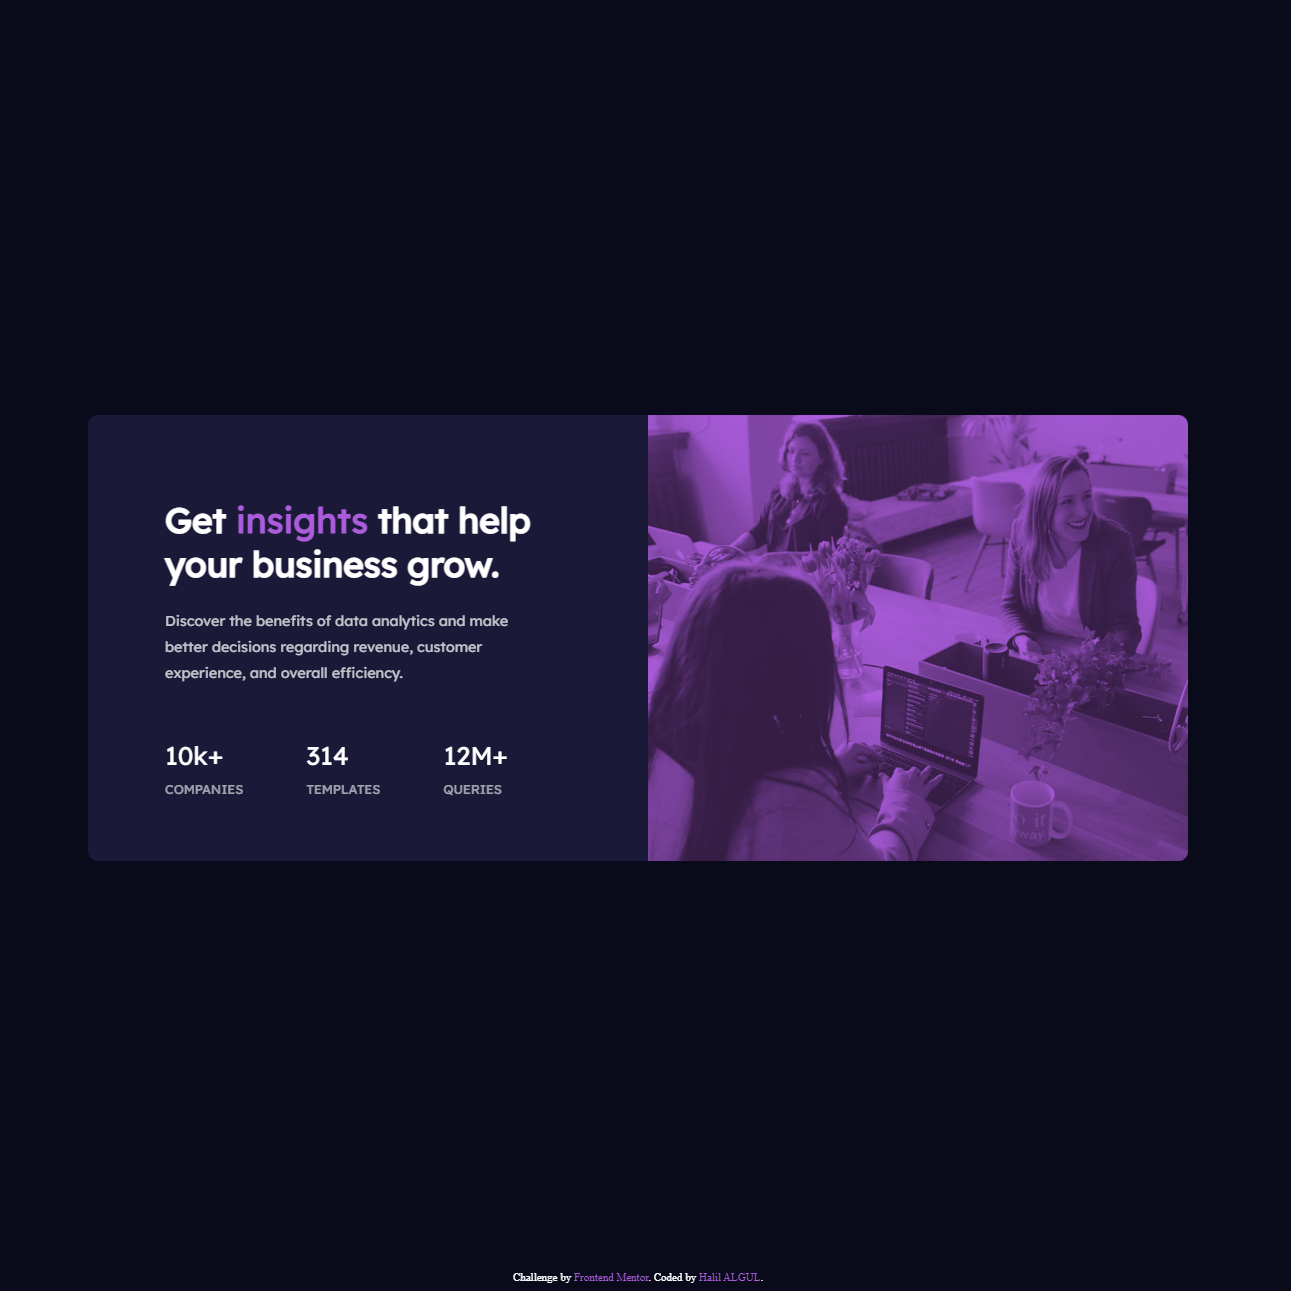 Get insights that help
your business grow.
Discover the benefits of data analytics and make
better decisions regarding revenue, customer
experience, and overall efficiency.
10k+ 314 12M+
COMPANIES TEMPLATES QUERIES
Challenge by Frontend Mentor. Coded by Halil ALGUL.